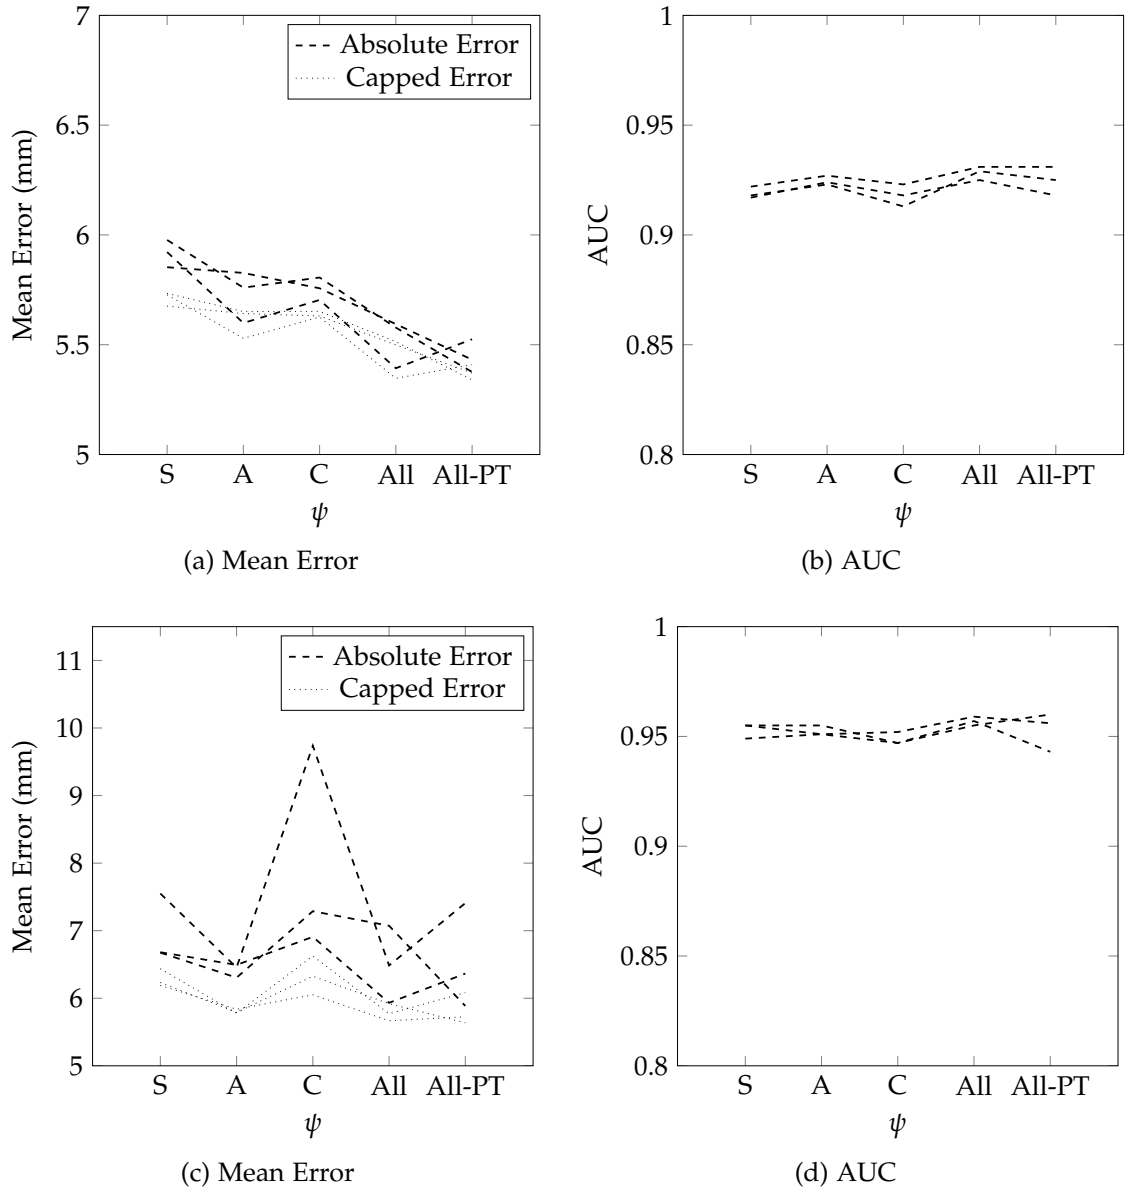 7
6.5
6
5.5
5
Mean Error (mm)
Absolute Error
Capped Error
S A C All All-PT
ψ
(a) Mean Error
1
0.95
0.9
0.85
0.8
AUC
S A C All All-PT
ψ
(b) AUC
11
10
9
8
7
6
5
Mean Error (mm)
Absolute Error
Capped Error
S A C All All-PT
ψ
(c) Mean Error
1
0.95
0.9
0.85
0.8
AUC
S A C All All-PT
ψ
(d) AUC